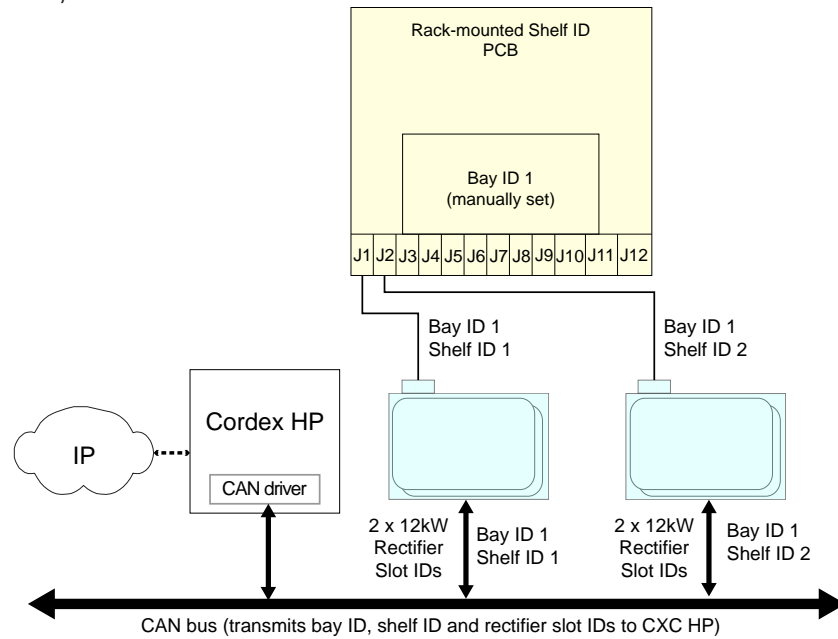 Rack-mounted Shelf ID
PCB
Bay ID 1
(manually set)
J1 J2 J3 J4 J5 J6 J7 J8 J9 J10 J11 J12
Bay ID 1
Shelf ID 1
Bay ID 1
Shelf ID 2
Cordex HP
IP
CAN driver
2 x 12kW
Rectifier
Slot IDs
Bay ID 1
Shelf ID 1
2 x 12kW
Rectifier
Slot IDs
Bay ID 1
Shelf ID 2
CAN bus (transmits bay ID, shelf ID and rectifier slot IDs to CXC HP)